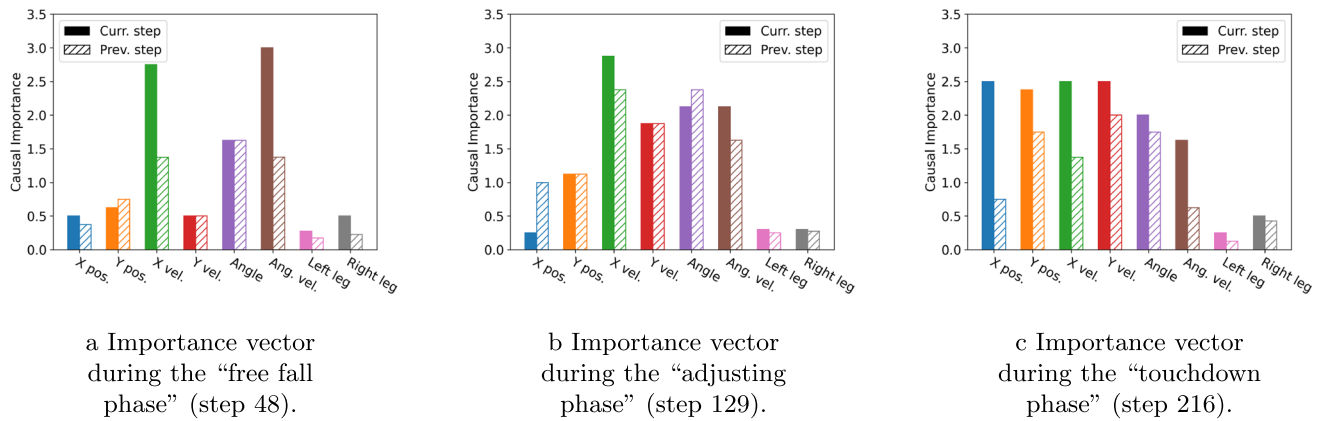 3.5
3.0
2.5
2.0
1.5
1.0
0.5
0.0
Causal Importance
Curr. step
Prev. step
X pos.
Y pos.
X vel.
Y vel.
Angle
Ang. vel.
Left leg
Right leg
a Importance vector
during the “free fall
phase” (step 48).
3.5
3.0
2.5
2.0
1.5
1.0
0.5
0.0
Causal Importance
Curr. step
Prev. step
X pos.
Y pos.
X vel.
Y vel.
Angle
Ang. vel.
Left leg
Right leg
b Importance vector
during the “adjusting
phase” (step 129).
3.5
3.0
2.5
2.0
1.5
1.0
0.5
0.0
Causal Importance
Curr. step
Prev. step
X pos.
Y pos.
X vel.
Y vel.
Angle
Ang. vel.
Left leg
Right leg
c Importance vector
during the “touchdown
phase” (step 216).